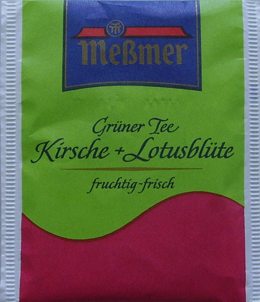 Meßmer
Grüner Tee
Kirsche + Lotusblüte
fruchtig-frisch